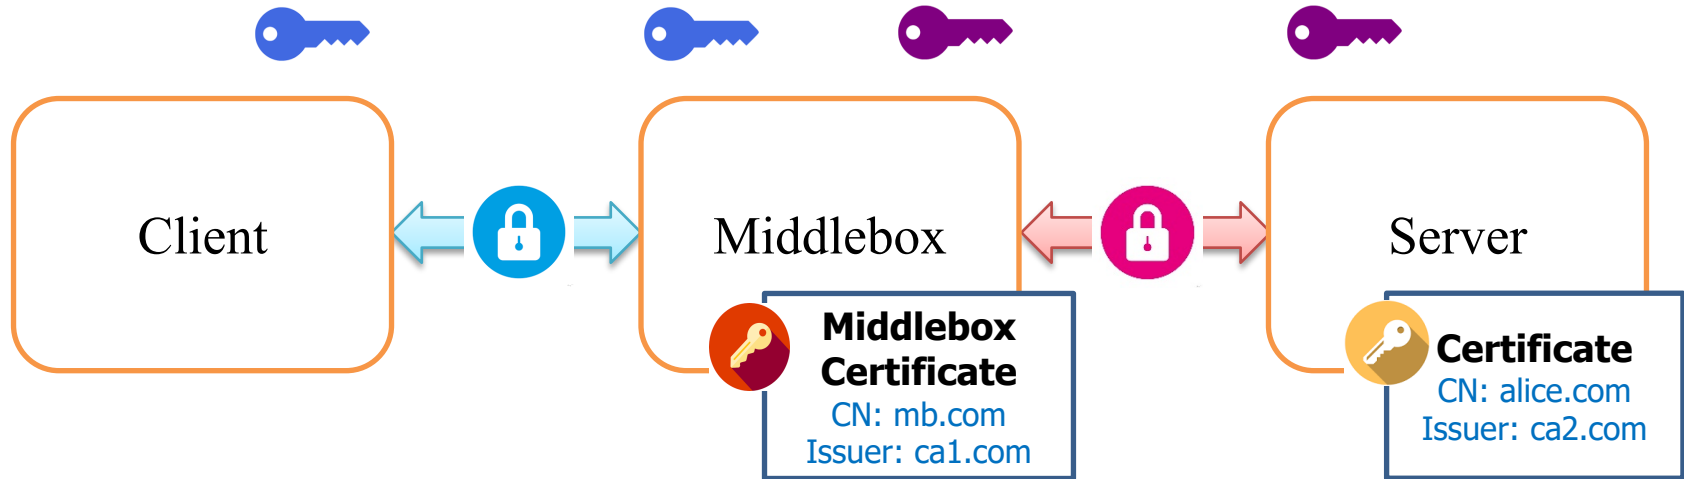 Client
Middlebox
Server
Middlebox
Certificate
CN: mb.com
Issuer: ca1.com
Certificate
CN: alice.com
Issuer: ca2.com